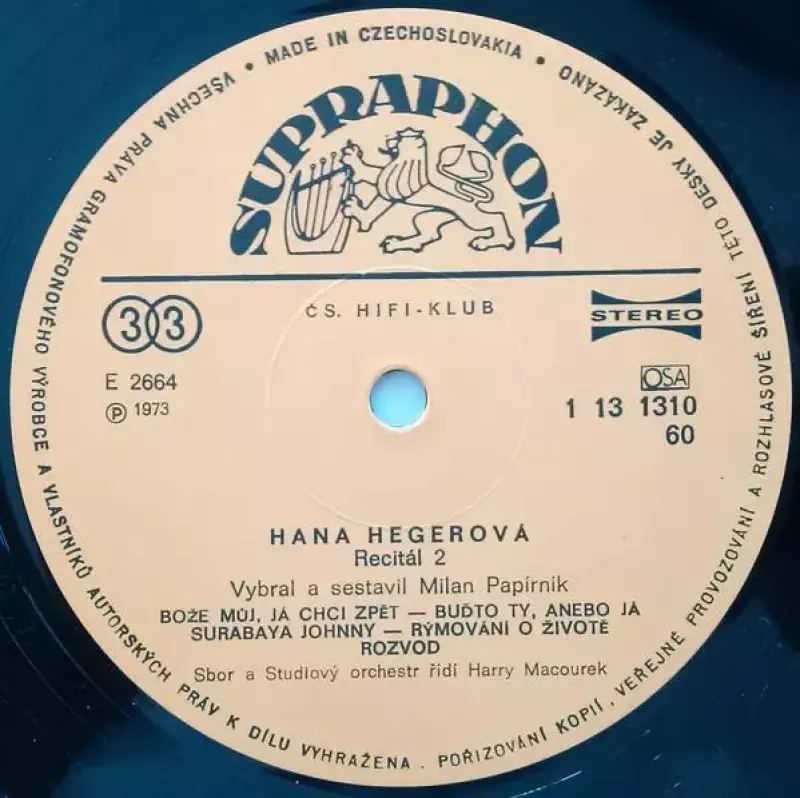 VŠECHNA PRÁVA GRAMOFONOVÉHO VÝROBCE A VLASTNÍKŮ AUTORSKÝCH PRÁV K DÍLU VYHRAŽENA . POŘIZOVÁNÍ KOPIÍ, VEŘEJNÉ PROVOZOVÁNÍ A ROZHLASOVÉ ŠÍŘENÍ TÉTO DESKY JE ZAKÁZÁNO • MADE IN CZECHOSLOVAKIA •
SUPRAPHON
ČS. HIFI-KLUB
33
STEREO
E 2664
℗ 1973
OSA
1 13 1310
60
HANA HEGEROVÁ
Recitál 2
Vybral a sestavil Milan Papírník
BOŽE MŮJ, JÁ CHCI ZPĚT — BUĎTO TY, ANEBO JÁ
SURABAYA JOHNNY — RÝMOVÁNÍ O ŽIVOTĚ
ROZVOD
Sbor a Studiový orchestr řídí Harry Macourek